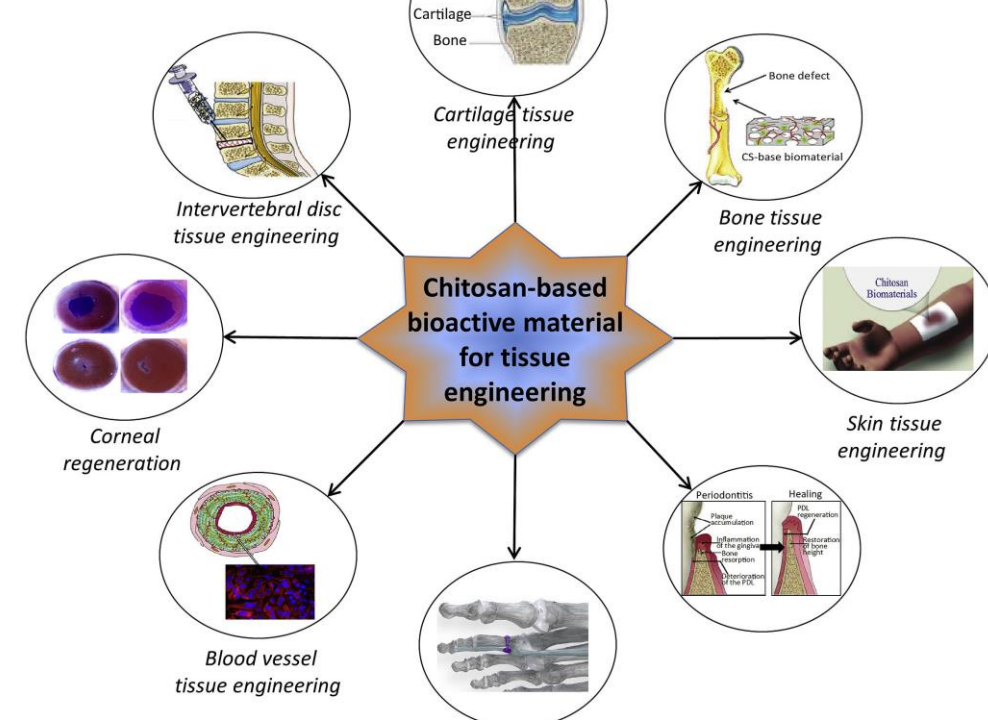 Cartilage
Bone
Cartilage tissue
engineering
Bone defect
CS-base biomaterial
Bone tissue
engineering
Intervertebral disc
tissue engineering
Chitosan-based
bioactive material
for tissue
engineering
Chitosan
Biomaterials
Skin tissue
engineering
Corneal
regeneration
Periodontitis
Plaque
accumulation
Inflammation
of the gingiva
Bone
resorption
Deterioration
of the PDL
Healing
PDL
regeneration
Restoration
of bone
height
Blood vessel
tissue engineering